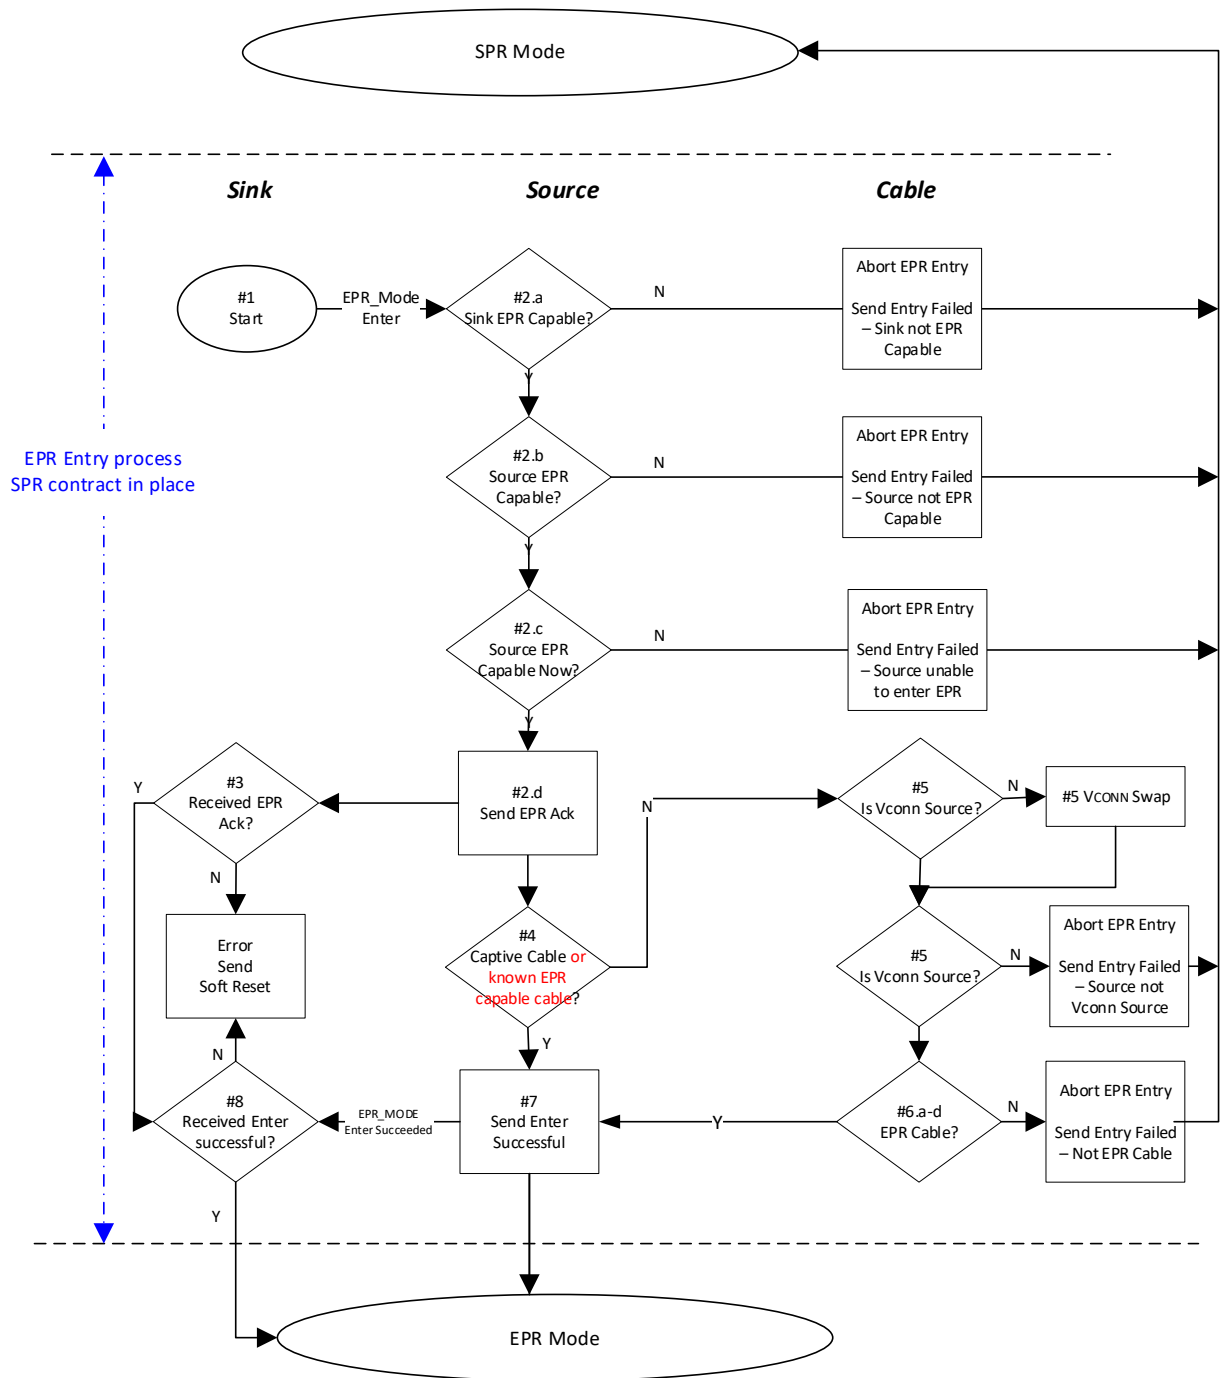 SPR Mode
Sink
Source
Cable
#1
Start
EPR_Mode
Enter
#2.a
Sink EPR Capable?
N
Abort EPR Entry
Send Entry Failed
– Sink not EPR
Capable
Y
#2.b
Source EPR
Capable?
N
Abort EPR Entry
Send Entry Failed
– Source not EPR
Capable
EPR Entry process
SPR contract in place
Y
#2.c
Source EPR
Capable Now?
N
Abort EPR Entry
Send Entry Failed
– Source unable
to enter EPR
Y
#2.d
Send EPR Ack
Y
#3
Received EPR
Ack?
N
N
#5
Is Vconn Source?
N
#5 VCONN Swap
Error
Send
Soft Reset
#4
Captive Cable or
known EPR
capable cable?
Y
#5
Is Vconn Source?
N
Abort EPR Entry
Send Entry Failed
– Source not
Vconn Source
N
#8
Received Enter
successful?
EPR_MODE
Enter Succeeded
#7
Send Enter
Successful
Y
#6.a-d
EPR Cable?
N
Abort EPR Entry
Send Entry Failed
– Not EPR Cable
Y
EPR Mode